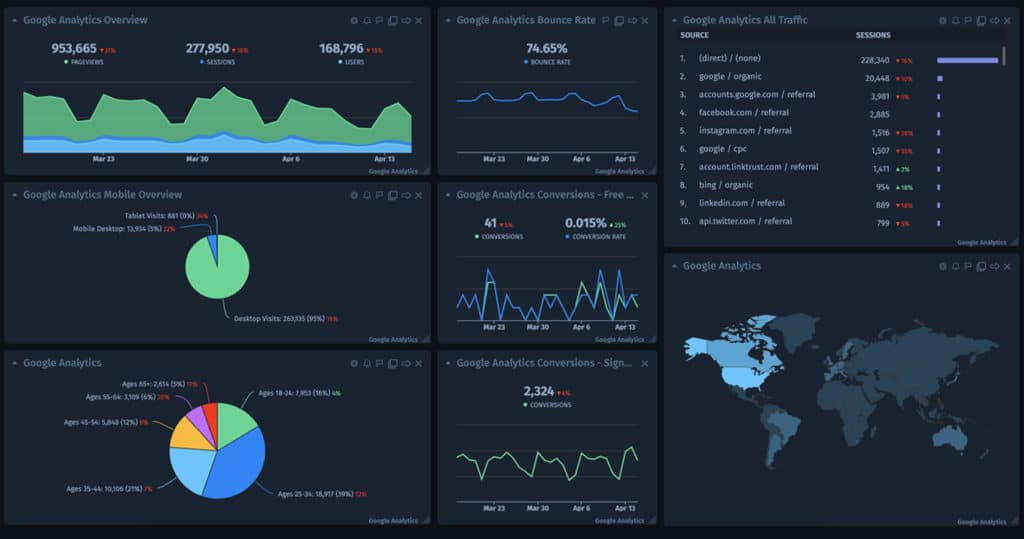 Google Analytics Overview
953,665 ▾31%
PAGEVIEWS
277,950 ▾16%
SESSIONS
168,796 ▾15%
USERS
Mar 23 Mar 30 Apr 6 Apr 13
Google Analytics
Google Analytics Bounce Rate
74.65%
BOUNCE RATE
Mar 23 Mar 30 Apr 6 Apr 13
Google Analytics
Google Analytics All Traffic
SOURCE SESSIONS
1. (direct) / (none) 228,340 ▾16%
2. google / organic 20,448 ▾10%
3. accounts.google.com / referral 3,981 ▾5%
4. facebook.com / referral 2,885
5. instagram.com / referral 1,516 ▾26%
6. google / cpc 1,507 ▾35%
7. account.linktrust.com / referral 1,411 ▴2%
8. bing / organic 954 ▴18%
9. linkedin.com / referral 889 ▾18%
10. api.twitter.com / referral 799 ▾5%
Google Analytics
Google Analytics Mobile Overview
Tablet Visits: 881 (0%) 34%
Mobile Desktop: 13,934 (5%) 22%
Desktop Visits: 263,135 (95%) 16%
Google Analytics
Google Analytics Conversions - Free ...
41 ▾5%
CONVERSIONS
0.015% ▴25%
CONVERSION RATE
Mar 23 Mar 30 Apr 6 Apr 13
Google Analytics
Google Analytics
Google Analytics
Google Analytics
Ages 65+: 2,614 (5%) 17%
Ages 55-64: 3,109 (6%) 20%
Ages 45-54: 5,848 (12%) 8%
Ages 35-44: 10,106 (21%) 7%
Ages 18-24: 7,953 (16%) 4%
Ages 25-34: 18,917 (39%) 12%
Google Analytics
Google Analytics Conversions - Sign...
2,324 ▾4%
CONVERSIONS
Mar 23 Mar 30 Apr 6 Apr 13
Google Analytics